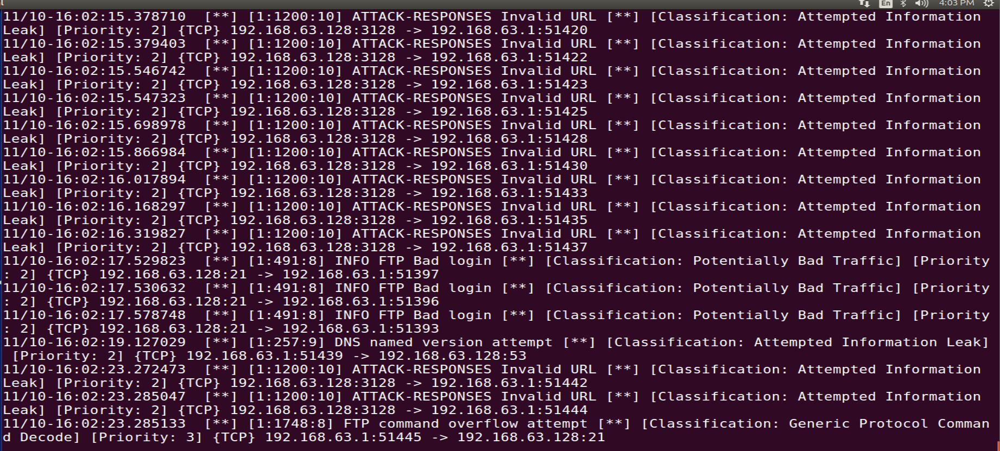 En 4:03 PM
11/10-16:02:15.378710  [**] [1:1200:10] ATTACK-RESPONSES Invalid URL [**] [Classification: Attempted Information
Leak] [Priority: 2] {TCP} 192.168.63.128:3128 -> 192.168.63.1:51420
11/10-16:02:15.379403  [**] [1:1200:10] ATTACK-RESPONSES Invalid URL [**] [Classification: Attempted Information
Leak] [Priority: 2] {TCP} 192.168.63.128:3128 -> 192.168.63.1:51422
11/10-16:02:15.546742  [**] [1:1200:10] ATTACK-RESPONSES Invalid URL [**] [Classification: Attempted Information
Leak] [Priority: 2] {TCP} 192.168.63.128:3128 -> 192.168.63.1:51423
11/10-16:02:15.547323  [**] [1:1200:10] ATTACK-RESPONSES Invalid URL [**] [Classification: Attempted Information
Leak] [Priority: 2] {TCP} 192.168.63.128:3128 -> 192.168.63.1:51425
11/10-16:02:15.698978  [**] [1:1200:10] ATTACK-RESPONSES Invalid URL [**] [Classification: Attempted Information
Leak] [Priority: 2] {TCP} 192.168.63.128:3128 -> 192.168.63.1:51428
11/10-16:02:15.866984  [**] [1:1200:10] ATTACK-RESPONSES Invalid URL [**] [Classification: Attempted Information
Leak] [Priority: 2] {TCP} 192.168.63.128:3128 -> 192.168.63.1:51430
11/10-16:02:16.017894  [**] [1:1200:10] ATTACK-RESPONSES Invalid URL [**] [Classification: Attempted Information
Leak] [Priority: 2] {TCP} 192.168.63.128:3128 -> 192.168.63.1:51433
11/10-16:02:16.168297  [**] [1:1200:10] ATTACK-RESPONSES Invalid URL [**] [Classification: Attempted Information
Leak] [Priority: 2] {TCP} 192.168.63.128:3128 -> 192.168.63.1:51435
11/10-16:02:16.319827  [**] [1:1200:10] ATTACK-RESPONSES Invalid URL [**] [Classification: Attempted Information
Leak] [Priority: 2] {TCP} 192.168.63.128:3128 -> 192.168.63.1:51437
11/10-16:02:17.529823  [**] [1:491:8] INFO FTP Bad login [**] [Classification: Potentially Bad Traffic] [Priority
: 2] {TCP} 192.168.63.128:21 -> 192.168.63.1:51397
11/10-16:02:17.530632  [**] [1:491:8] INFO FTP Bad login [**] [Classification: Potentially Bad Traffic] [Priority
: 2] {TCP} 192.168.63.128:21 -> 192.168.63.1:51396
11/10-16:02:17.578748  [**] [1:491:8] INFO FTP Bad login [**] [Classification: Potentially Bad Traffic] [Priority
: 2] {TCP} 192.168.63.128:21 -> 192.168.63.1:51393
11/10-16:02:19.127029  [**] [1:257:9] DNS named version attempt [**] [Classification: Attempted Information Leak]
 [Priority: 2] {TCP} 192.168.63.1:51439 -> 192.168.63.128:53
11/10-16:02:23.272473  [**] [1:1200:10] ATTACK-RESPONSES Invalid URL [**] [Classification: Attempted Information
Leak] [Priority: 2] {TCP} 192.168.63.128:3128 -> 192.168.63.1:51442
11/10-16:02:23.285047  [**] [1:1200:10] ATTACK-RESPONSES Invalid URL [**] [Classification: Attempted Information
Leak] [Priority: 2] {TCP} 192.168.63.128:3128 -> 192.168.63.1:51444
11/10-16:02:23.285133  [**] [1:1748:8] FTP command overflow attempt [**] [Classification: Generic Protocol Comman
d Decode] [Priority: 3] {TCP} 192.168.63.1:51445 -> 192.168.63.128:21